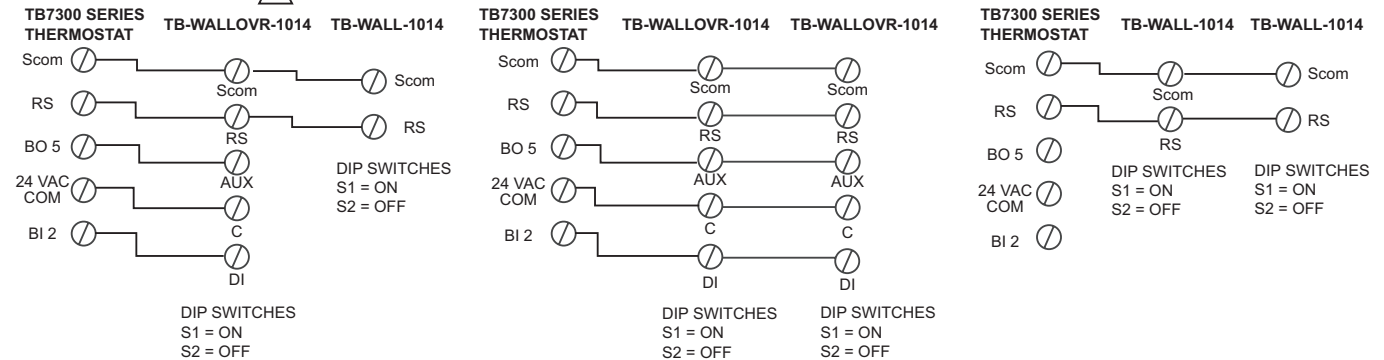 TB7300 SERIES
THERMOSTAT
TB-WALLOVR-1014
TB-WALL-1014
Scom
Scom
Scom
RS
RS
RS
BO 5
AUX
24 VAC
COM
C
BI 2
DI
DIP SWITCHES
S1 = ON
S2 = OFF
DIP SWITCHES
S1 = ON
S2 = OFF
TB7300 SERIES
THERMOSTAT
TB-WALLOVR-1014
TB-WALLOVR-1014
Scom
Scom
Scom
RS
RS
RS
BO 5
AUX
AUX
24 VAC
COM
C
C
BI 2
DI
DI
DIP SWITCHES
S1 = ON
S2 = OFF
DIP SWITCHES
S1 = ON
S2 = OFF
TB7300 SERIES
THERMOSTAT
TB-WALL-1014
TB-WALL-1014
Scom
Scom
Scom
RS
RS
RS
BO 5
24 VAC
COM
BI 2
DIP SWITCHES
S1 = ON
S2 = OFF
DIP SWITCHES
S1 = ON
S2 = OFF